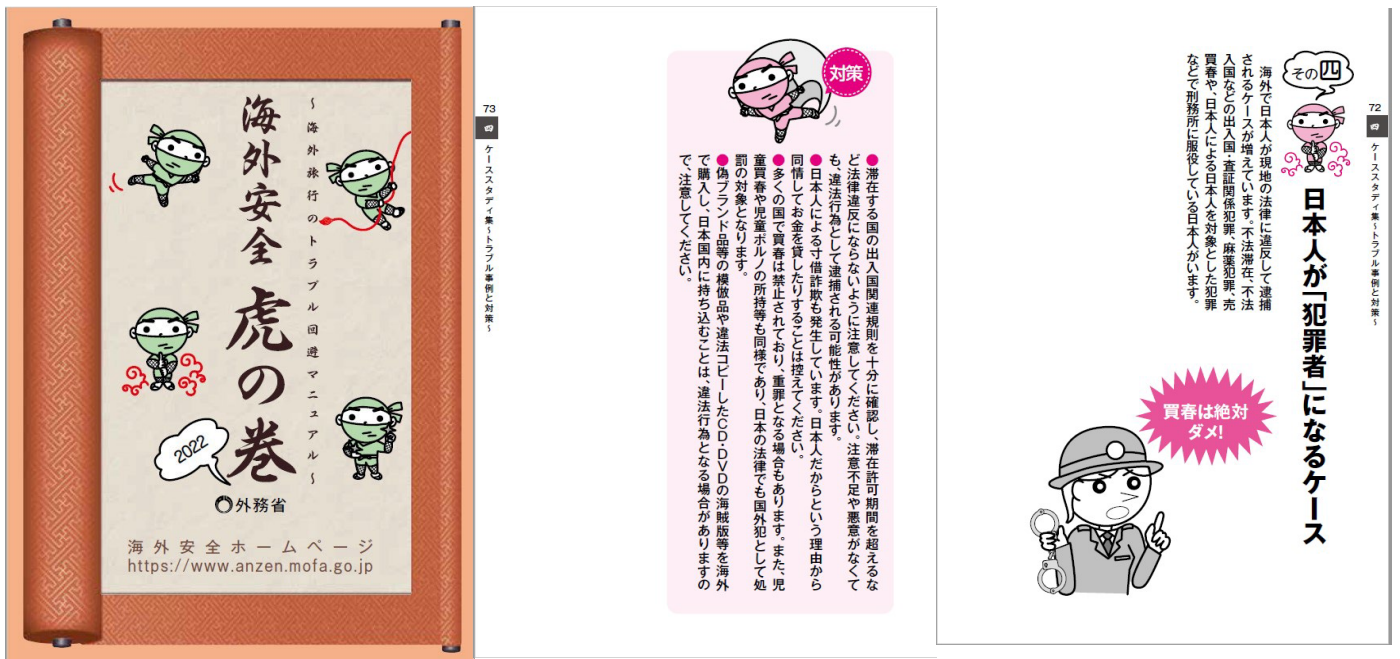 ～海外旅行のトラブル回避マニュアル～
海外安全 虎の巻
2022
外務省
海外安全ホームページ
https://www.anzen.mofa.go.jp
72
四
ケーススタディ集～トラブル事例と対策～
その四
日本人が「犯罪者」になるケース
海外で日本人が現地の法律に違反して逮捕
されるケースが増えています。不法滞在、不法
入国などの出入国・査証関係犯罪、麻薬犯罪、売
買春や、日本人による日本人を対象とした犯罪
などで刑務所に服役している日本人がいます。
買春は絶対
ダメ!
73
四
ケーススタディ集～トラブル事例と対策～
対策
●滞在する国の出入国関連規則を十分に確認し、滞在許可期間を超えるな
ど法律違反にならないように注意してください。注意不足や悪意がなくて
も、違法行為として逮捕される可能性があります。
●日本人による寸借詐欺も発生しています。日本人だからという理由から
同情してお金を貸したりすることは控えてください。
●多くの国で買春は禁止されており、重罪となる場合もあります。また、児
童買春や児童ポルノの所持等も同様であり、日本の法律でも国外犯として処
罰の対象となります。
●偽ブランド品等の模倣品や違法コピーしたCD・DVDの海賊版等を海外
で購入し、日本国内に持ち込むことは、違法行為となる場合がありますの
で、注意してください。